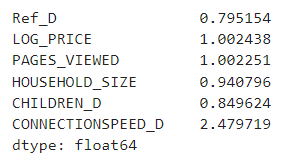 Ref_D 0.795154
LOG_PRICE 1.002438
PAGES_VIEWED 1.002251
HOUSEHOLD_SIZE 0.940796
CHILDREN_D 0.849624
CONNECTIONSPEED_D 2.479719
dtype: float64